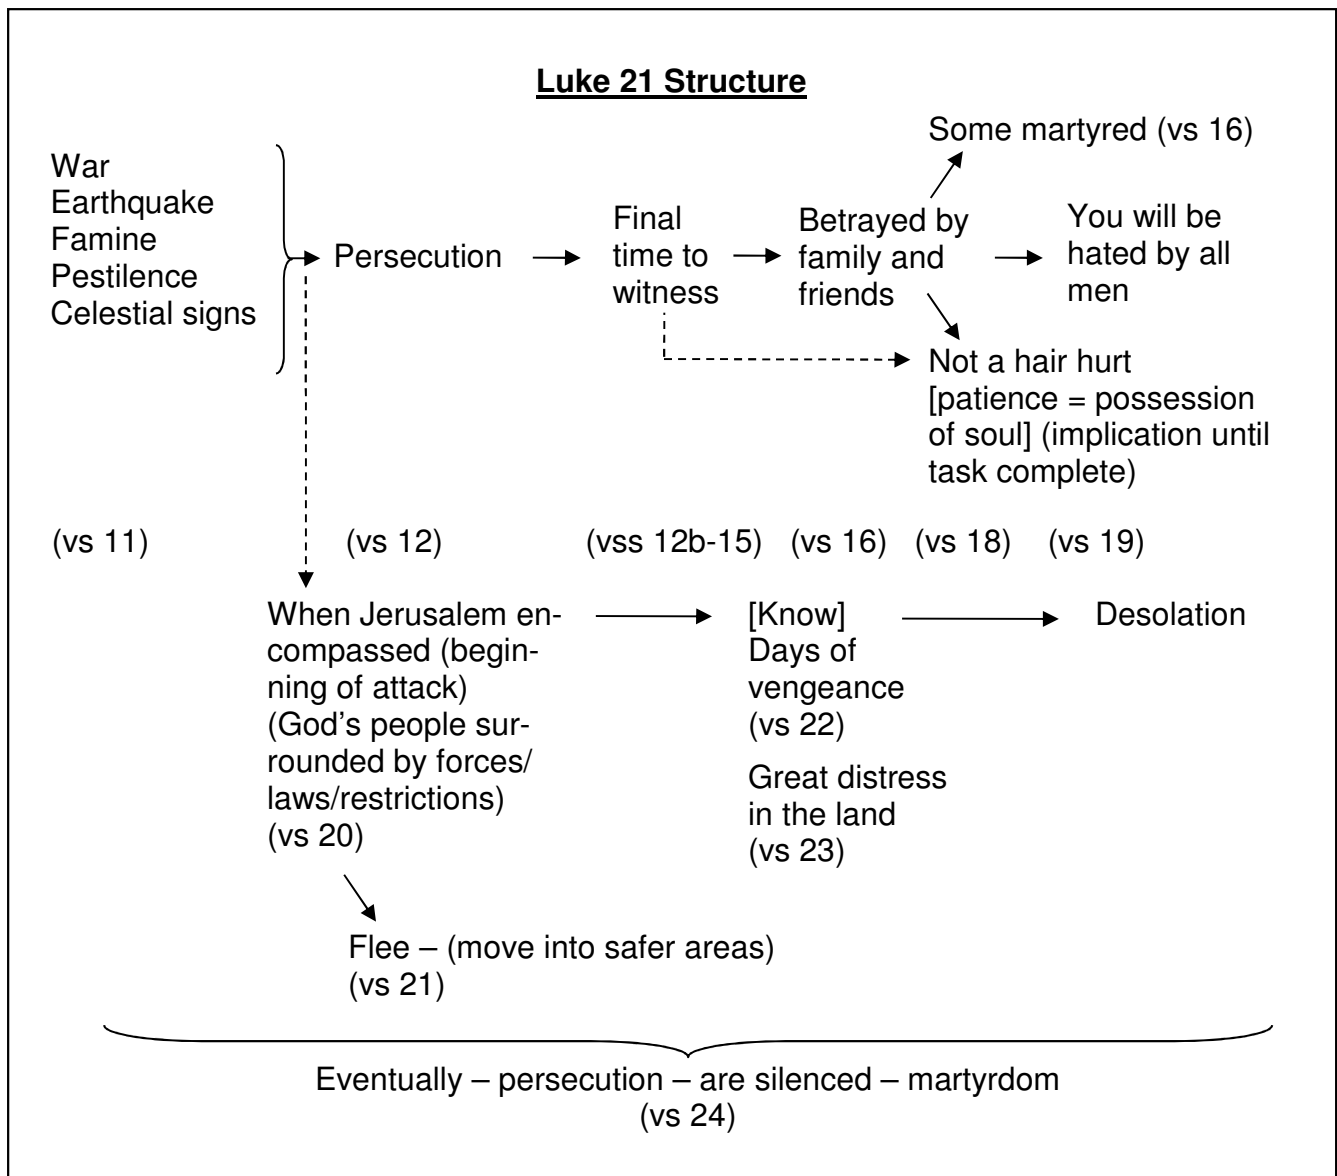 Luke 21 Structure
Some martyred (vs 16)
War
Earthquake
Famine
Pestilence
Celestial signs
Persecution
Final
time to
witness
Betrayed by
family and
friends
You will be
hated by all
men
Not a hair hurt
[patience = possession
of soul] (implication until
task complete)
(vs 11)
(vs 12)
(vss 12b-15)
(vs 16)
(vs 18)
(vs 19)
When Jerusalem en-
compassed (begin-
ning of attack)
(God’s people sur-
rounded by forces/
laws/restrictions)
(vs 20)
[Know]
Days of
vengeance
(vs 22)
Great distress
in the land
(vs 23)
Desolation
Flee – (move into safer areas)
(vs 21)
Eventually – persecution – are silenced – martyrdom
(vs 24)